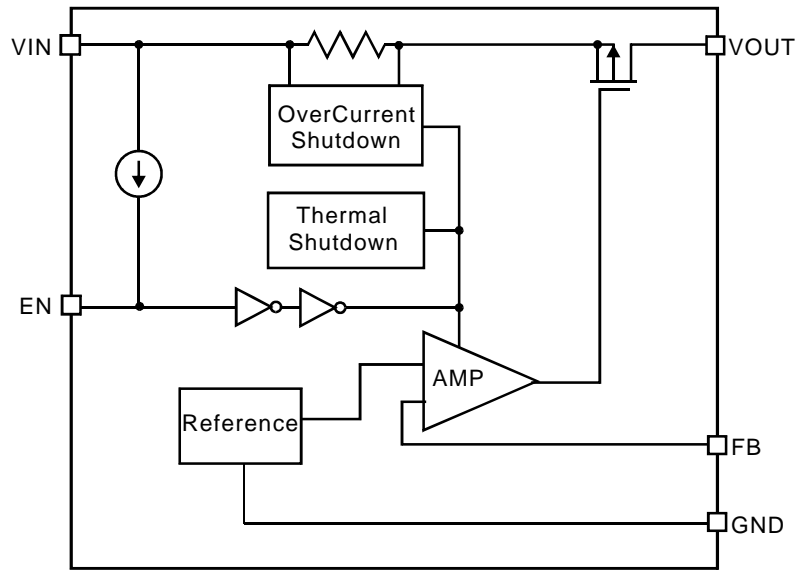 VIN
VOUT
OverCurrent
Shutdown
Thermal
Shutdown
EN
AMP
Reference
FB
GND